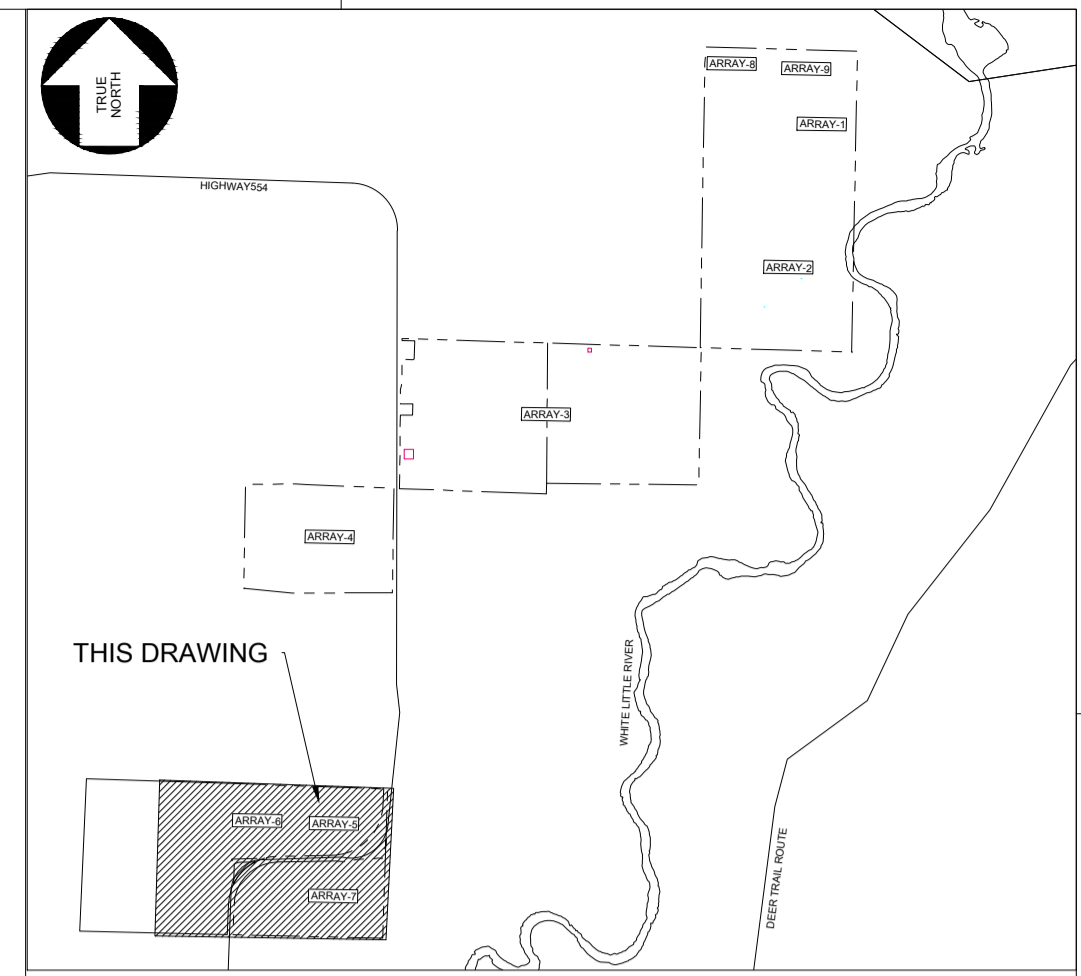 TRUE
NORTH
ARRAY-8
ARRAY-9
ARRAY-1
HIGHWAY554
ARRAY-2
ARRAY-3
ARRAY-4
THIS DRAWING
WHITE LITTLE RIVER
ARRAY-6
ARRAY-5
ARRAY-7
DEER TRAIL ROUTE